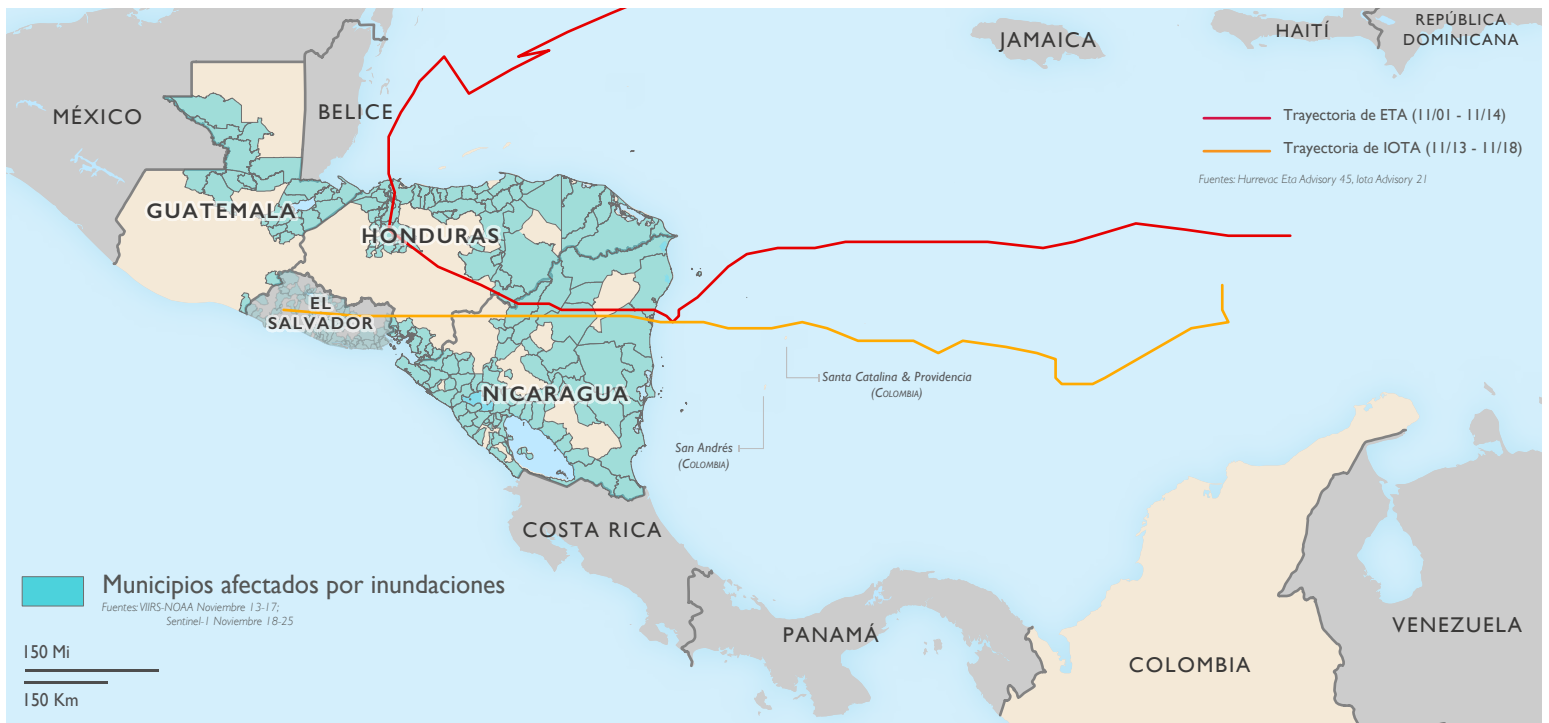 JAMAICA
HAITÍ
REPÚBLICA
DOMINICANA
MÉXICO
BELICE
Trayectoria de ETA (11/01 - 11/14)
Trayectoria de IOTA (11/13 - 11/18)
Fuentes: Hurrevac Eta Advisory 45, Iota Advisory 21
GUATEMALA
HONDURAS
EL
SALVADOR
NICARAGUA
Santa Catalina & Providencia
(COLOMBIA)
San Andrés
(COLOMBIA)
COSTA RICA
Municipios afectados por inundaciones
Fuentes: VIIRS-NOAA Noviembre 13-17;
Sentinel-1 Noviembre 18-25
PANAMÁ
VENEZUELA
COLOMBIA
150 Mi
150 Km